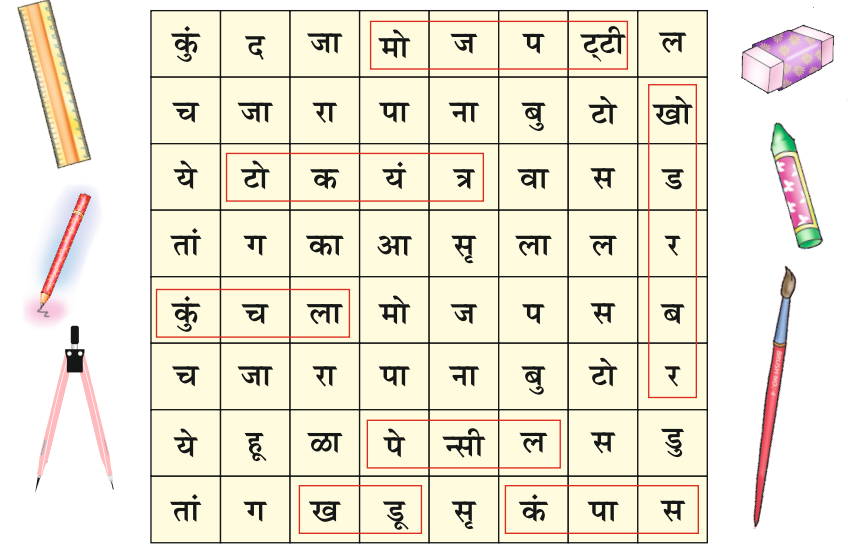 कुं द जा मो ज प ट्टी ल
च जा रा पा ना बु टो खो
ये टो क यं त्र वा स ड
तां ग का आ सृ ला ल र
कुं च ला मो ज प स ब
च जा रा पा ना बु टो र
ये हू ळा पे न्सी ल स डु
तां ग ख डू सृ कं पा स